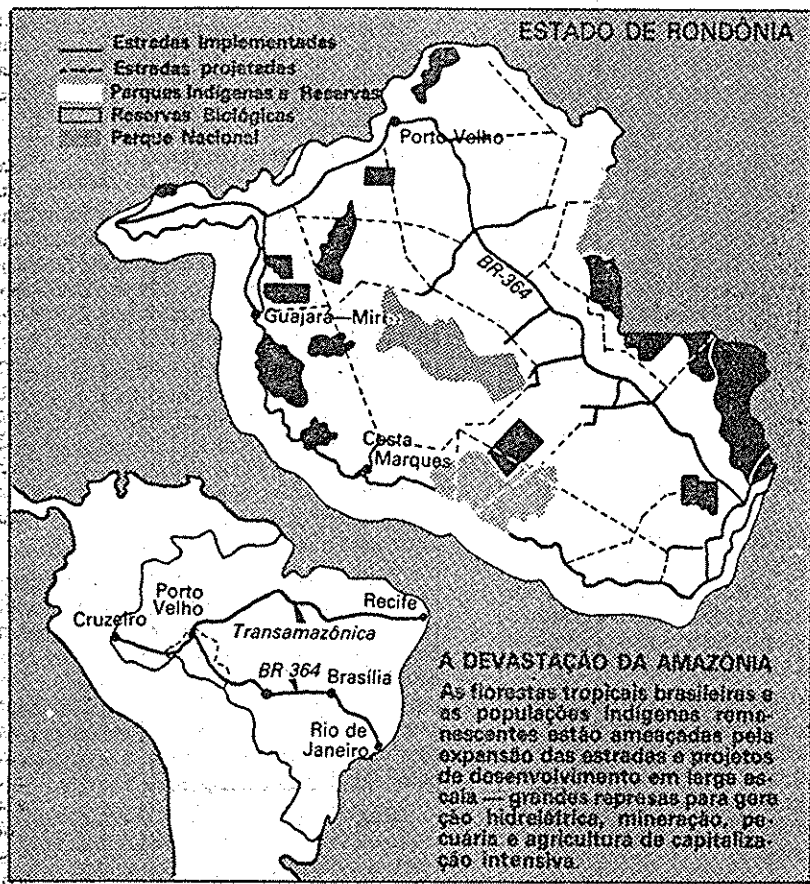 ESTADO DE RONDÔNIA
Estradas Implementadas
Estradas projetadas
Parques Indígenas e Reservas
Reservas Biológicas
Parque Nacional
Porto Velho
BR-364
Guajará-Mirí
Costa
Marques
Porto
Velho
Cruzeiro
Recife
Transamazônica
BR 364
Brasília
Rio de
Janeiro
A DEVASTAÇÃO DA AMAZÔNIA
As florestas tropicais brasileiras e
as populações indígenas rema-
nescentes estão ameaçadas pela
expansão das estradas e projetos
de desenvolvimento em larga es-
cala — grandes represas para gera
ção hidrelétrica, mineração, pe-
cuária e agricultura de capitaliza-
ção intensiva.